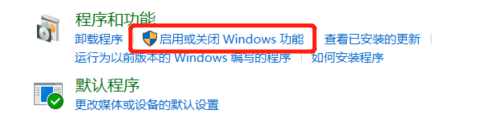 程序和功能
卸载程序 启用或关闭 Windows 功能 查看已安装的更新
运行为以前版本的 Windows 编写的程序 如何安装程序
默认程序
更改媒体或设备的默认设置